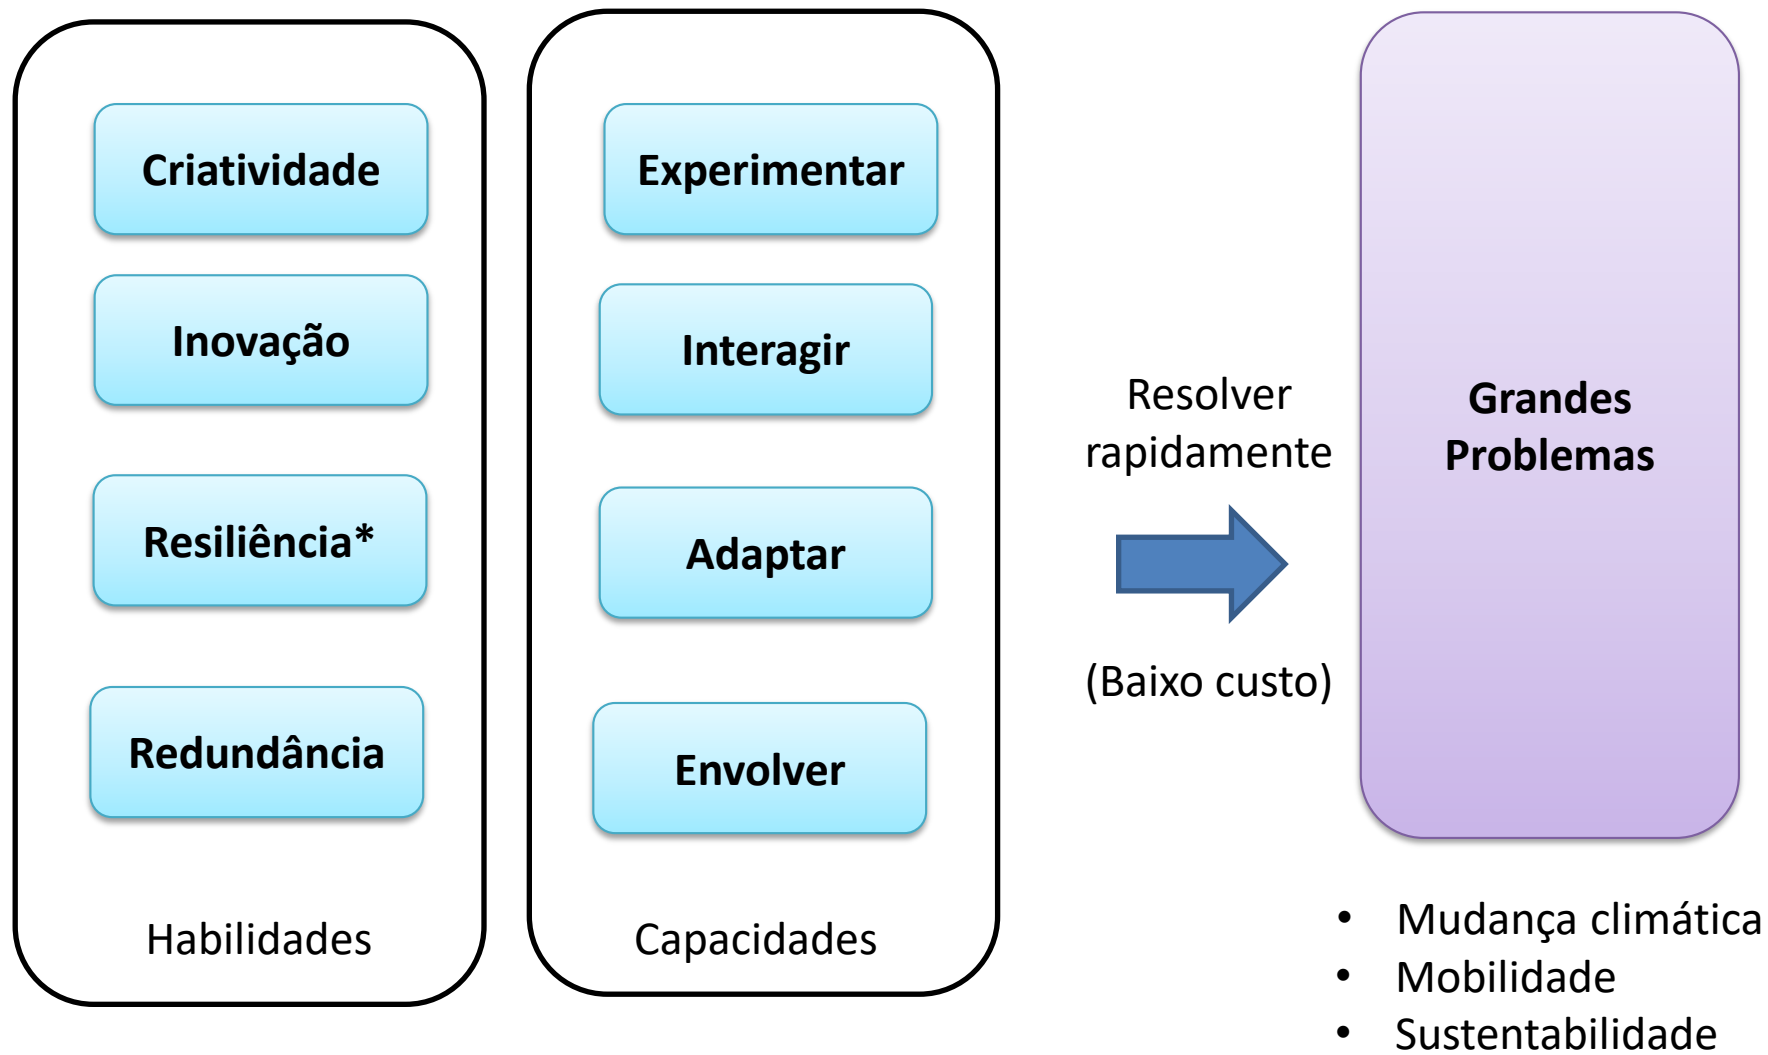 Criatividade
Inovação
Resiliência*
Redundância
Habilidades
Experimentar
Interagir
Adaptar
Envolver
Capacidades
Resolver
rapidamente
(Baixo custo)
Grandes
Problemas
• Mudança climática
• Mobilidade
• Sustentabilidade